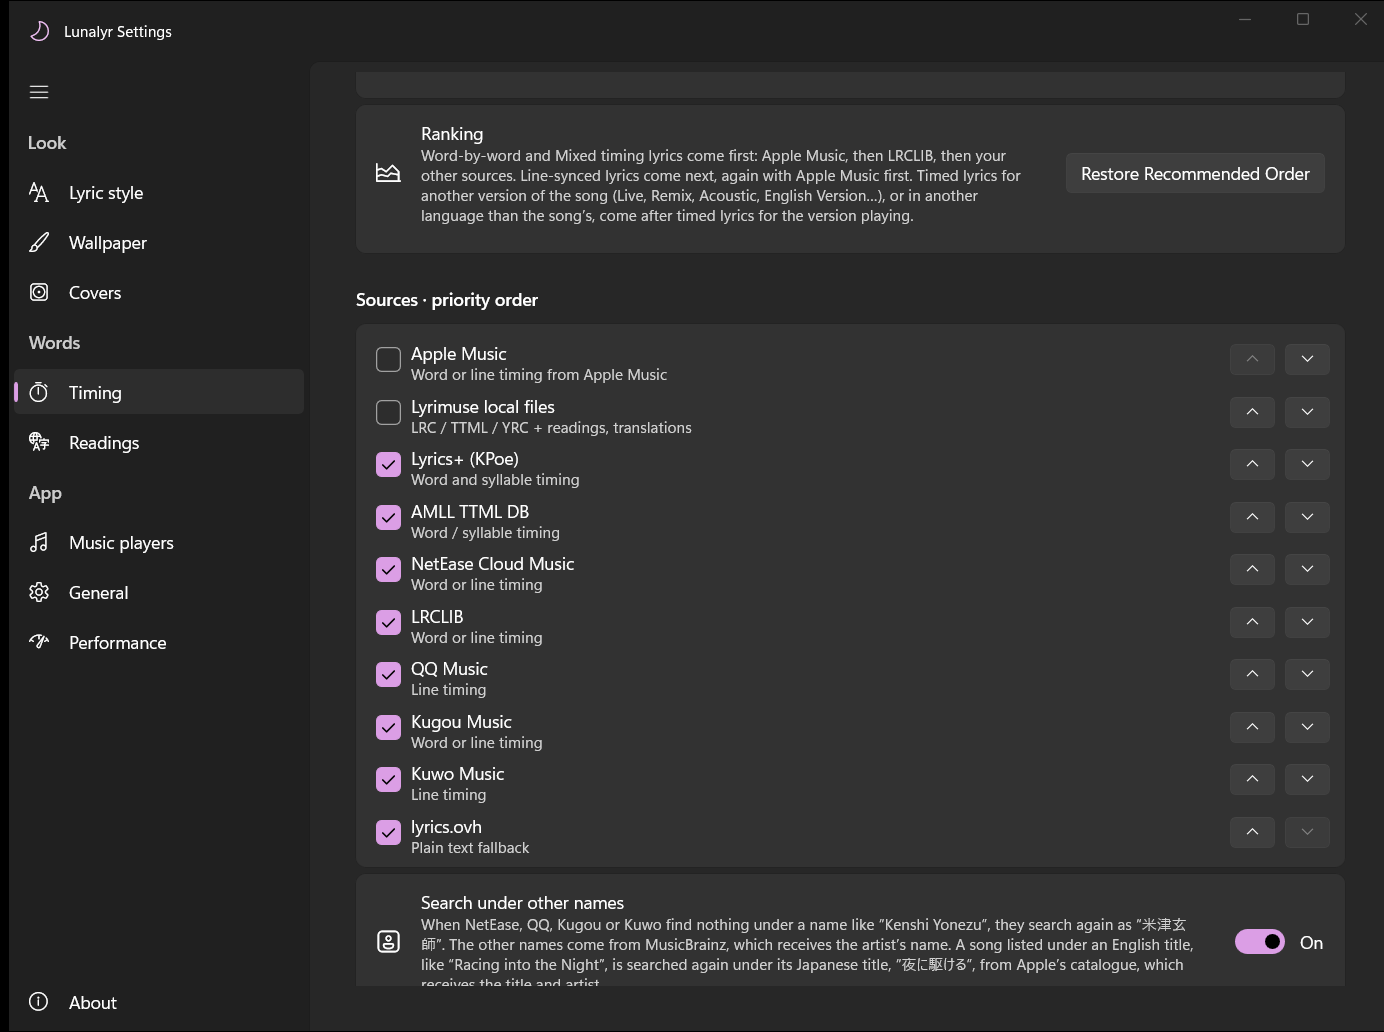 Lunalyr Settings
Look
Lyric style
Wallpaper
Covers
Words
Timing
Readings
App
Music players
General
Performance
About
Ranking
Word-by-word and Mixed timing lyrics come first: Apple Music, then LRCLIB, then your
other sources. Line-synced lyrics come next, again with Apple Music first. Timed lyrics for
another version of the song (Live, Remix, Acoustic, English Version...), or in another
language than the song's, come after timed lyrics for the version playing.
Restore Recommended Order
Sources · priority order
Apple Music
Word or line timing from Apple Music
Lyrimuse local files
LRC / TTML / YRC + readings, translations
Lyrics+ (KPoe)
Word and syllable timing
AMLL TTML DB
Word / syllable timing
NetEase Cloud Music
Word or line timing
LRCLIB
Word or line timing
QQ Music
Line timing
Kugou Music
Word or line timing
Kuwo Music
Line timing
lyrics.ovh
Plain text fallback
Search under other names
When NetEase, QQ, Kugou or Kuwo find nothing under a name like “Kenshi Yonezu”, they search again as “米津玄
師”. The other names come from MusicBrainz, which receives the artist’s name. A song listed under an English title,
like “Racing into the Night”, is searched again under its Japanese title, “夜に駆ける”, from Apple’s catalogue, which
receives the title and artist.
On